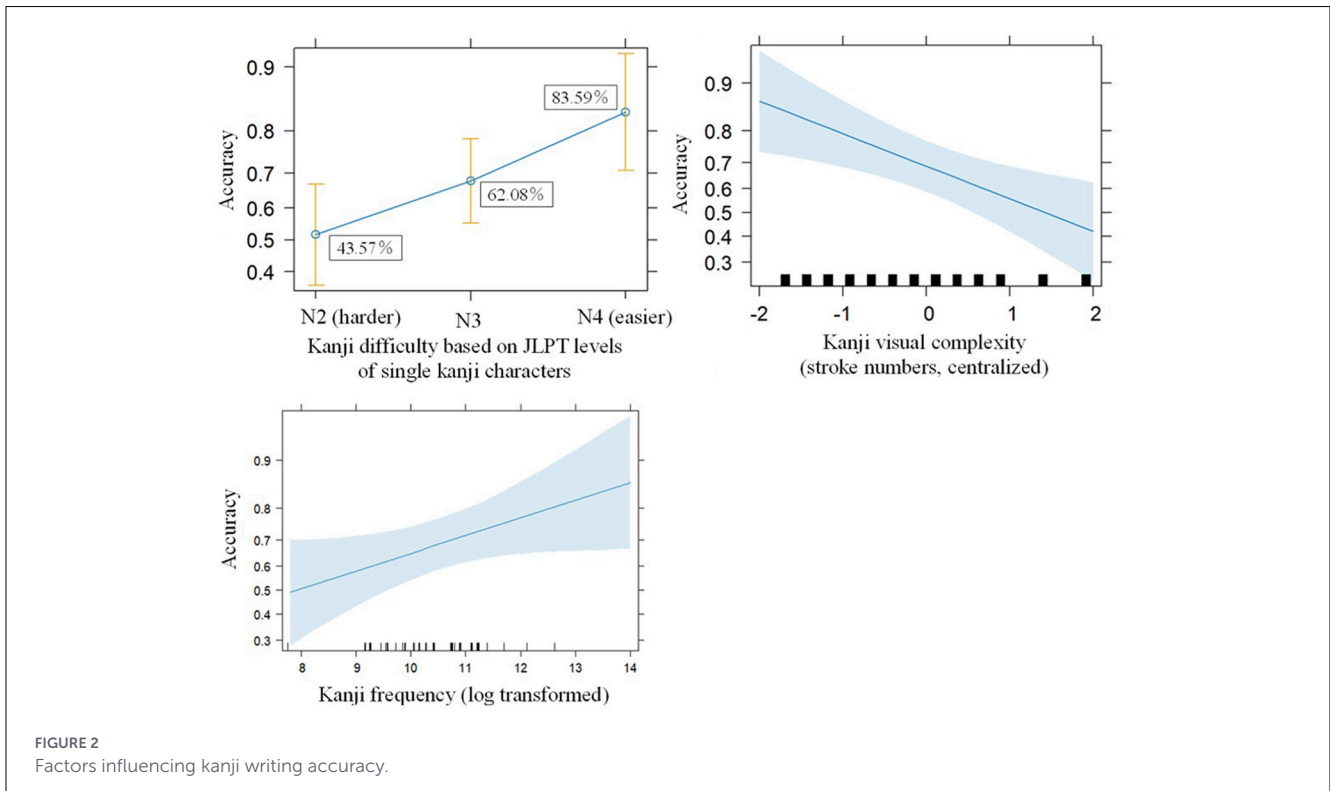 0.9
0.8
0.7
0.6
0.5
0.4
Accuracy
83.59%
62.08%
43.57%
N2 (harder)
N3
N4 (easier)
Kanji difficulty based on JLPT levels
of single kanji characters
0.9
0.8
0.7
0.6
0.5
0.4
0.3
Accuracy
-2
-1
0
1
2
Kanji visual complexity
(stroke numbers, centralized)
0.9
0.8
0.7
0.6
0.5
0.4
0.3
Accuracy
8
9
10
11
12
13
14
Kanji frequency (log transformed)
FIGURE 2
Factors influencing kanji writing accuracy.